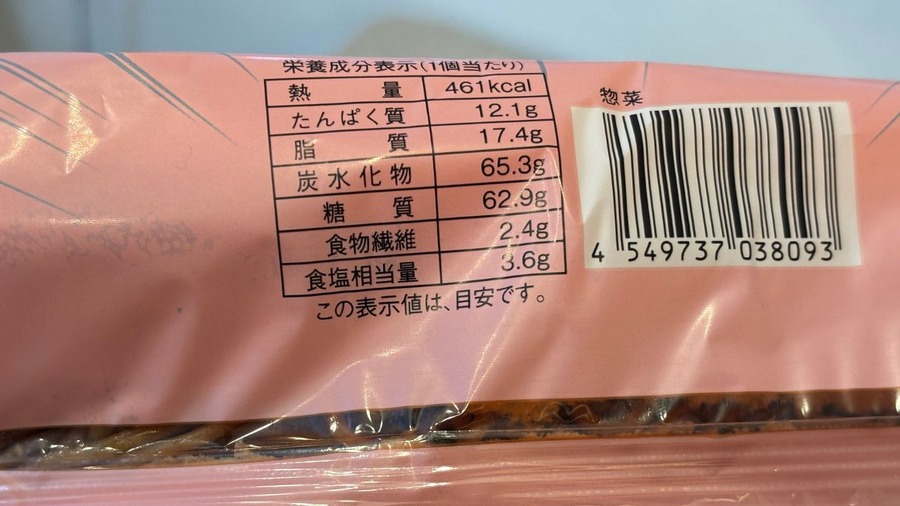 栄養成分表示(1個当たり)
熱量 461kcal
たんぱく質 12.1g
脂質 17.4g
炭水化物 65.3g
糖質 62.9g
食物繊維 2.4g
食塩相当量 3.6g
この表示値は、目安です。
惣菜
4 549737 038093